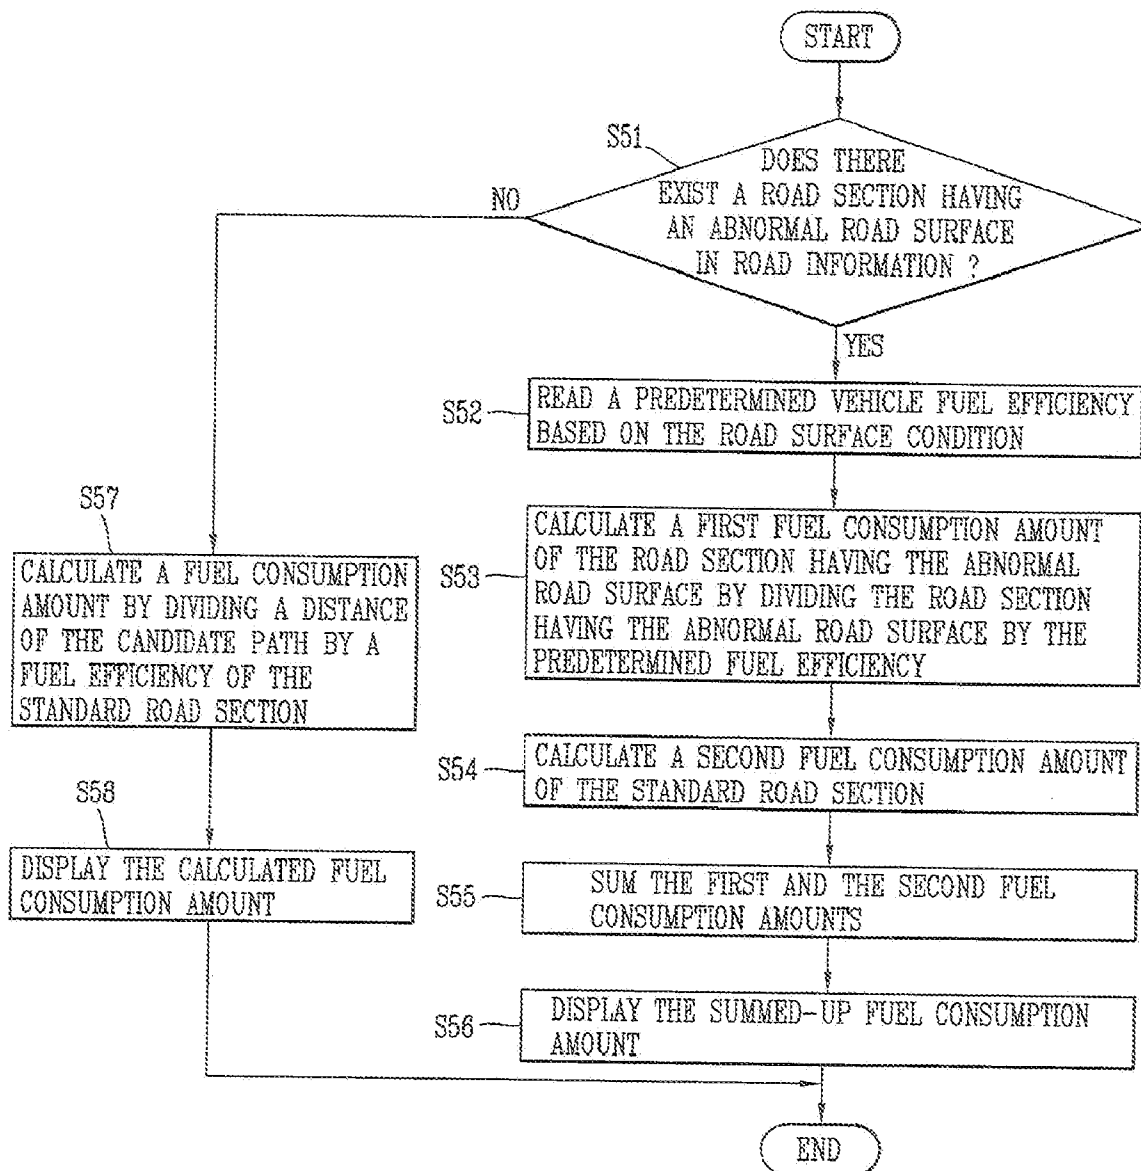 START
S51
DOES THERE
EXIST A ROAD SECTION HAVING
AN ABNORMAL ROAD SURFACE
IN ROAD INFORMATION ?
NO
YES
S52
READ A PREDETERMINED VEHICLE FUEL EFFICIENCY
BASED ON THE ROAD SURFACE CONDITION
S53
CALCULATE A FIRST FUEL CONSUMPTION AMOUNT
OF THE ROAD SECTION HAVING THE ABNORMAL
ROAD SURFACE BY DIVIDING THE ROAD SECTION
HAVING THE ABNORMAL ROAD SURFACE BY THE
PREDETERMINED FUEL EFFICIENCY
S54
CALCULATE A SECOND FUEL CONSUMPTION AMOUNT
OF THE STANDARD ROAD SECTION
S55
SUM THE FIRST AND THE SECOND FUEL
CONSUMPTION AMOUNTS
S56
DISPLAY THE SUMMED-UP FUEL CONSUMPTION
AMOUNT
S57
CALCULATE A FUEL CONSUMPTION
AMOUNT BY DIVIDING A DISTANCE
OF THE CANDIDATE PATH BY A
FUEL EFFICIENCY OF THE
STANDARD ROAD SECTION
S58
DISPLAY THE CALCULATED FUEL
CONSUMPTION AMOUNT
END